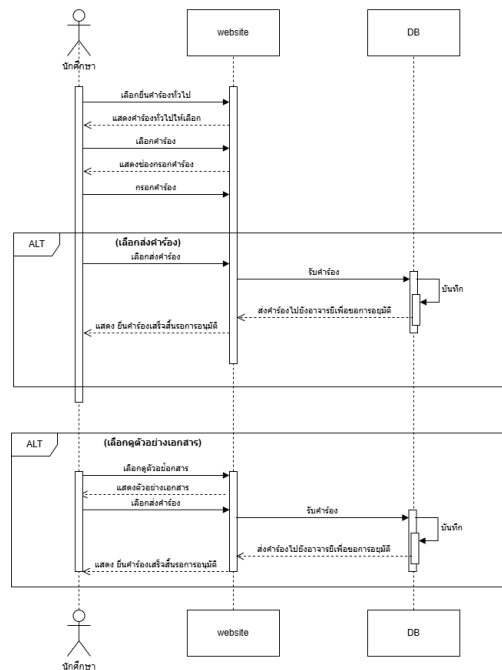 website
DB
นักศึกษา
เลือกยื่นคำร้องทั่วไป
แสดงคำร้องทั่วไปให้เลือก
เลือกคำร้อง
แสดงช่องกรอกคำร้อง
กรอกคำร้อง
ALT
(เลือกส่งคำร้อง)
เลือกส่งคำร้อง
รับคำร้อง
บันทึก
ส่งคำร้องไปยังอาจารย์เพื่อขอการอนุมัติ
แสดง ยื่นคำร้องเสร็จสิ้นรอการอนุมัติ
ALT
(เลือกดูตัวอย่างเอกสาร)
เลือกดูตัวอย่อกสาร
แสดงตัวอย่างเอกสาร
เลือกส่งคำร้อง
รับคำร้อง
บันทึก
ส่งคำร้องไปยังอาจารย์เพื่อขอการอนุมัติ
แสดง ยื่นคำร้องเสร็จสิ้นรอการอนุมัติ
website
DB
นักศึกษา